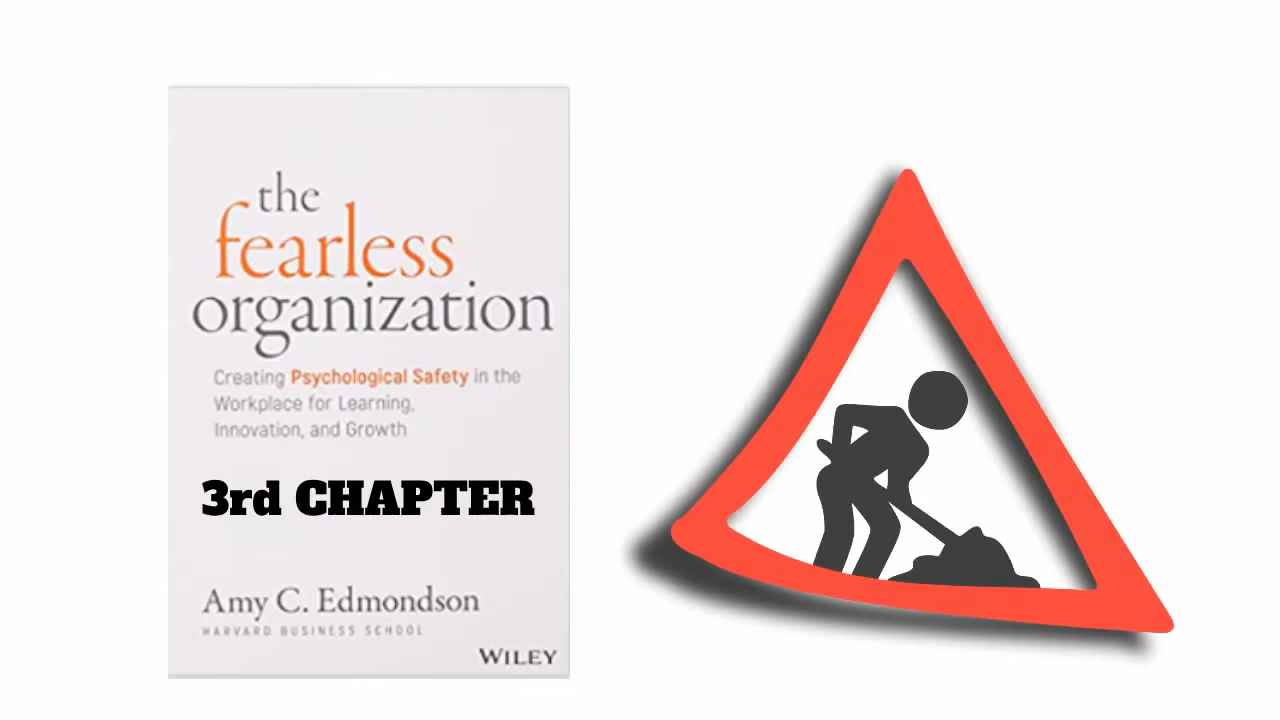 the
fearless
organization
Creating Psychological Safety in the
Workplace for Learning,
Innovation, and Growth
3rd CHAPTER
Amy C. Edmondson
HARVARD BUSINESS SCHOOL
WILEY